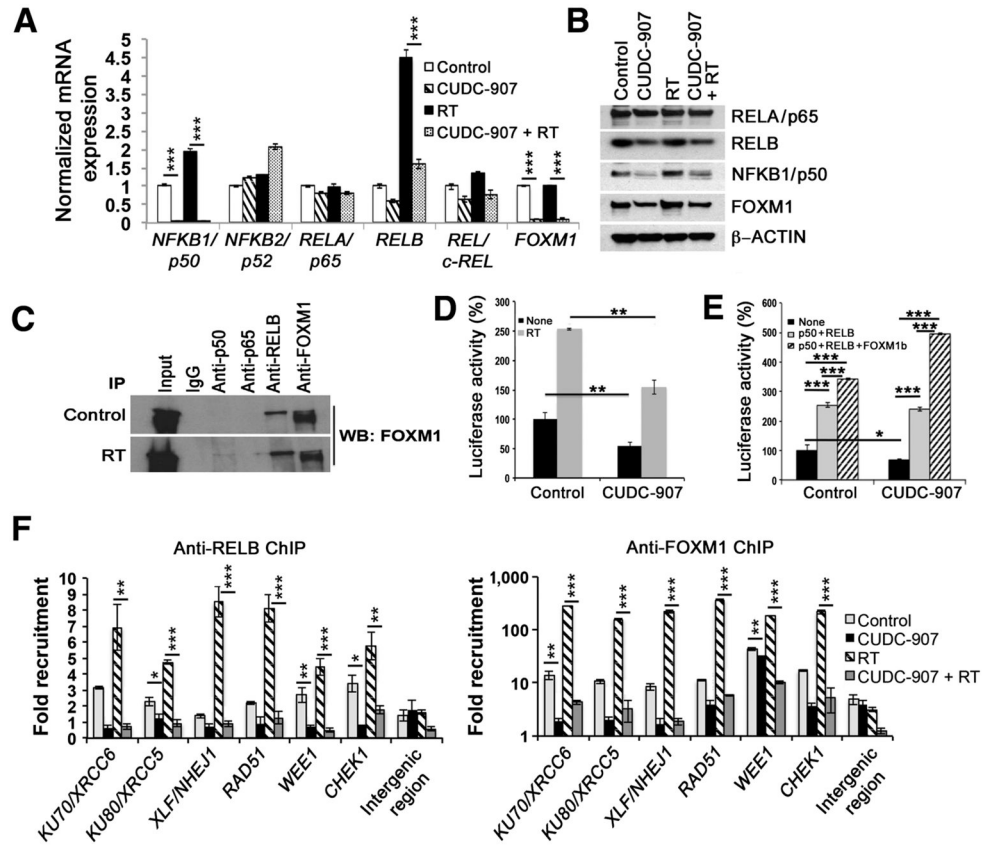 A
Normalized mRNA
expression
5
4.5
4
3.5
3
2.5
2
1.5
1
0.5
0
***
***
***
***
***
Control
CUDC-907
RT
CUDC-907 + RT
NFKB1/
p50
NFKB2/
p52
RELA/
p65
RELB
REL/
c-REL
FOXM1
B
Control
CUDC-907
RT
CUDC-907
+ RT
RELA/p65
RELB
NFKB1/p50
FOXM1
β-ACTIN
C
IP
Input
IgG
Anti-p50
Anti-p65
Anti-RELB
Anti-FOXM1
Control
RT
WB: FOXM1
D
Luciferase activity (%)
300
250
200
150
100
50
0
None
RT
**
**
Control
CUDC-907
E
Luciferase activity (%)
600
500
400
300
200
100
0
None
p50+RELB
p50+RELB+FOXM1b
***
***
***
***
***
***
*
Control
CUDC-907
F
Anti-RELB ChIP
Fold recruitment
10
9
8
7
6
5
4
3
2
1
0
**
*
***
***
***
**
***
*
**
KU70/XRCC6
KU80/XRCC5
XLF/NHEJ1
RAD51
WEE1
CHEK1
Intergenic
region
Anti-FOXM1 ChIP
Fold recruitment
1,000
100
10
1
**
***
***
***
***
**
***
***
Control
CUDC-907
RT
CUDC-907 + RT
KU70/XRCC6
KU80/XRCC5
XLF/NHEJ1
RAD51
WEE1
CHEK1
Intergenic
region